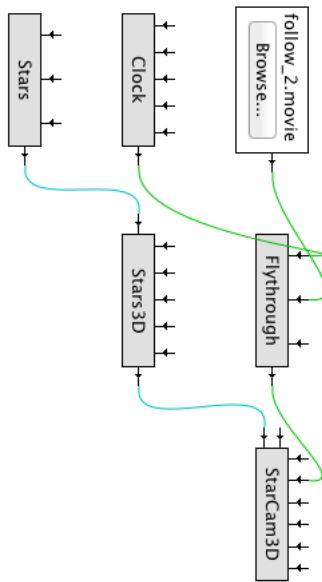 follow_2.movie
Browse...
Clock
Stars
Flythrough
Stars3D
StarCam3D